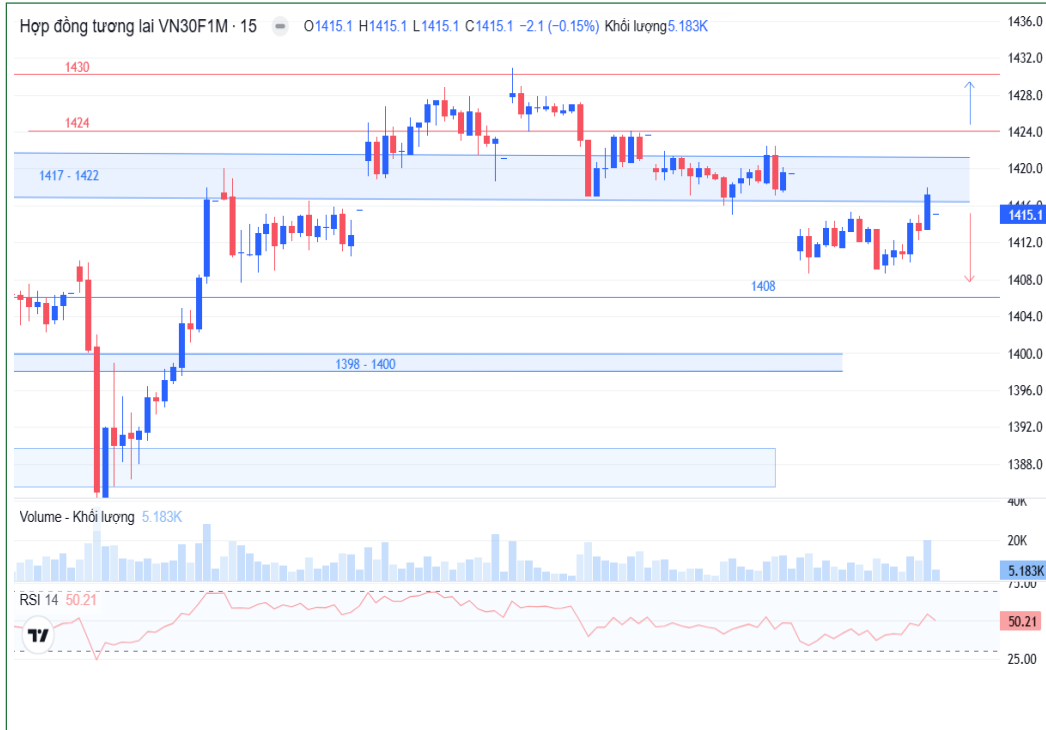 Hợp đồng tương lai VN30F1M · 15 O1415.1 H1415.1 L1415.1 C1415.1 −2.1 (−0.15%) Khối lượng5.183K
1436.0
1432.0
1430
1428.0
1424
1424.0
1420.0
1417 - 1422
1416.0
1415.1
1412.0
1408
1408.0
1404.0
1400.0
1398 - 1400
1396.0
1392.0
1388.0
40K
Volume - Khối lượng 5.183K
20K
5.183K
75.00
RSI 14 50.21
50.21
25.00